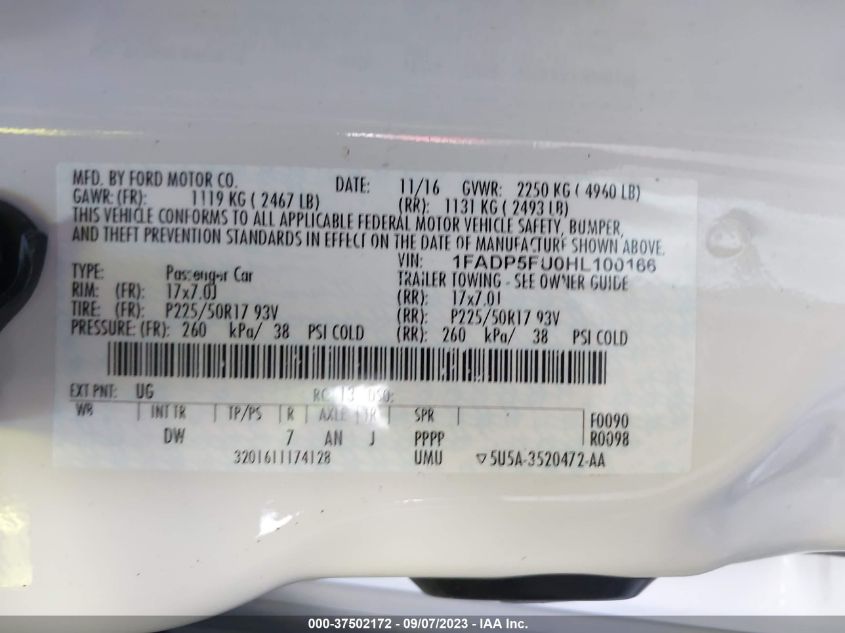 MFD. BY FORD MOTOR CO. DATE: 11/16 GVWR: 2250 KG ( 4960 LB)
GAWR: (FR): 1119 KG ( 2467 LB) (RR): 1131 KG ( 2493 LB)
THIS VEHICLE CONFORMS TO ALL APPLICABLE FEDERAL MOTOR VEHICLE SAFETY, BUMPER,
AND THEFT PREVENTION STANDARDS IN EFFECT ON THE DATE OF MANUFACTURE SHOWN ABOVE.
VIN: 1FADP5FU0HL100166
TYPE: Passenger Car TRAILER TOWING - SEE OWNER GUIDE
RIM: (FR): 17x7.0J (RR): 17x7.0J
TIRE: (FR): P225/50R17 93V (RR): P225/50R17 93V
PRESSURE: (FR): 260 kPa/ 38 PSI COLD (RR): 260 kPa/ 38 PSI COLD
EXT PNT: UG RC: 13 DSO:
WB INT TR TP/PS R AXLE TR SPR F0090
DW 7 AN J PPPP R0098
3201611174128 UMU ▽5U5A-3520472-AA
000-37502172 - 09/07/2023 - IAA Inc.